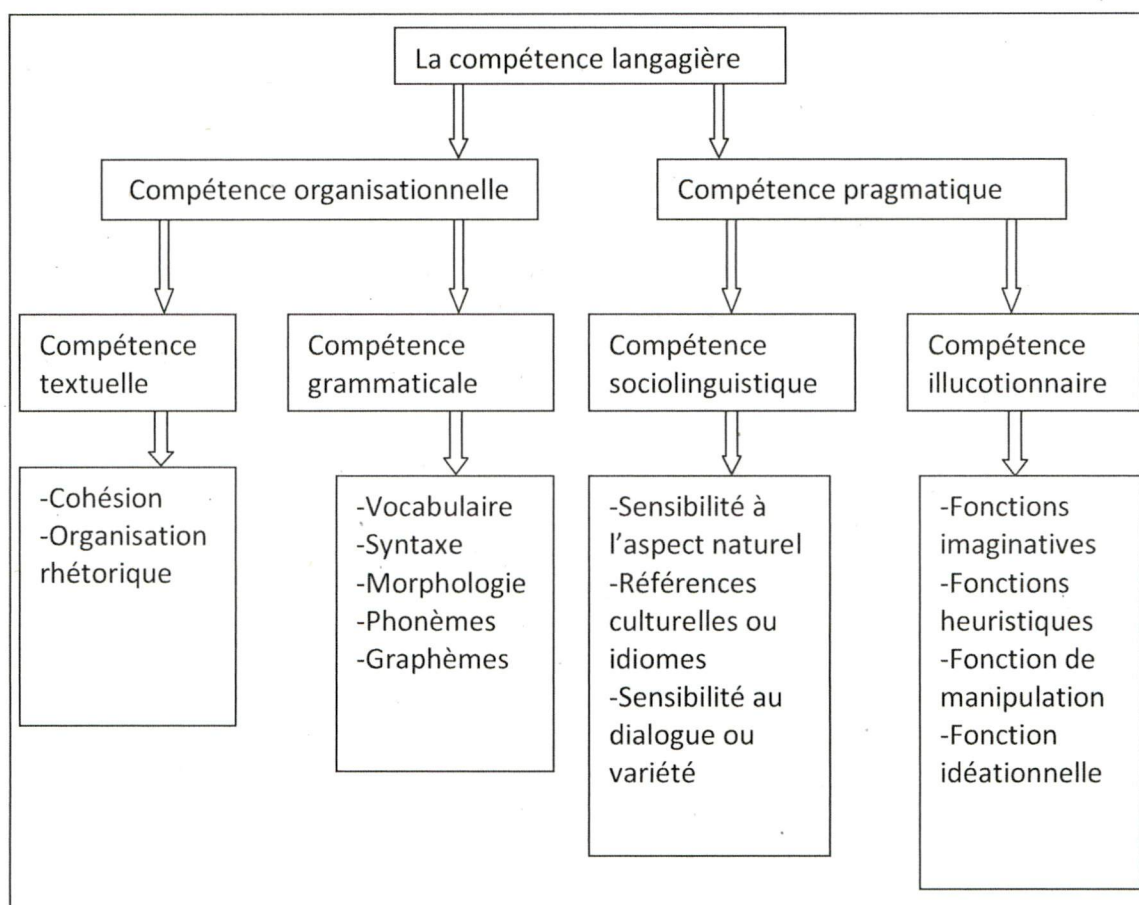 La compétence langagière
Compétence organisationnelle
Compétence pragmatique
Compétence
textuelle
Compétence
grammaticale
Compétence
sociolinguistique
Compétence
illucotionnaire
-Cohésion
-Organisation
rhétorique
-Vocabulaire
-Syntaxe
-Morphologie
-Phonèmes
-Graphèmes
-Sensibilité à
l'aspect naturel
-Références
culturelles ou
idiomes
-Sensibilité au
dialogue ou
variété
-Fonctions
imaginatives
-Fonctions
heuristiques
-Fonction de
manipulation
-Fonction
idéationnelle